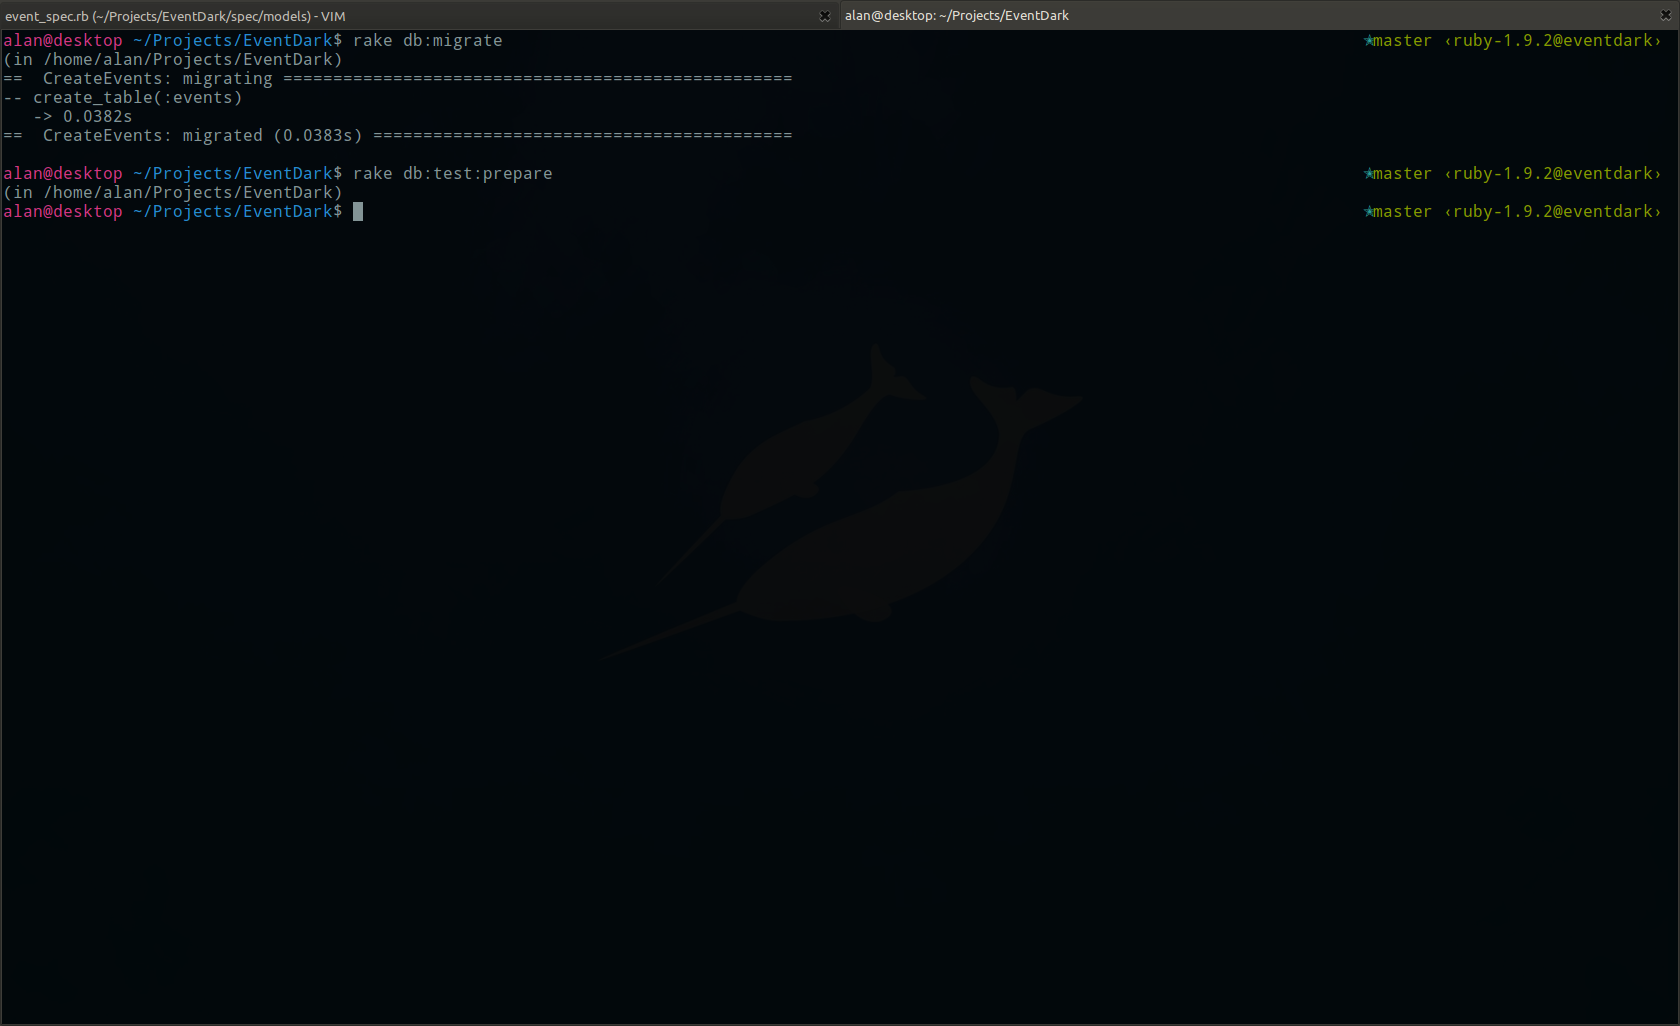 event_spec.rb (~/Projects/EventDark/spec/models) - VIM
alan@desktop: ~/Projects/EventDark
alan@desktop ~/Projects/EventDark$ rake db:migrate ★master ‹ruby-1.9.2@eventdark›
(in /home/alan/Projects/EventDark)
==  CreateEvents: migrating ===================================================
-- create_table(:events)
   -> 0.0382s
==  CreateEvents: migrated (0.0383s) ==========================================
alan@desktop ~/Projects/EventDark$ rake db:test:prepare ★master ‹ruby-1.9.2@eventdark›
(in /home/alan/Projects/EventDark)
alan@desktop ~/Projects/EventDark$ ★master ‹ruby-1.9.2@eventdark›